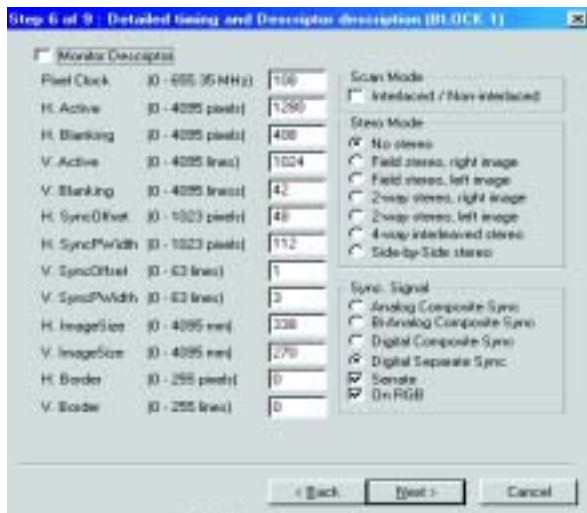 Step 6 of 9 : Detailed timing and Descriptor description (BLOCK 1)
Monitor Descriptor
Pixel Clock (0 - 655.35 MHz) 108
H. Active (0 - 4095 pixels) 1280
H. Blanking (0 - 4095 pixels) 408
V. Active (0 - 4095 lines) 1024
V. Blanking (0 - 4095 liness) 42
H. SyncOffset (0 - 1023 pixels) 48
H. SyncPWidth (0 - 1023 pixels) 112
V. SyncOffset (0 - 63 lines) 1
V. SyncPWidth (0 - 63 lines) 3
H. ImageSize (0 - 4095 mm) 338
V. ImageSize (0 - 4095 mm) 270
H. Border (0 - 255 pixels) 0
V. Border (0 - 255 lines) 0
Scan Mode
Interlaced / Non-interlaced
Stereo Mode
No stereo
Field stereo, right image
Field stereo, left image
2-way stereo, right image
2-way stereo, left image
4-way interleaved stereo
Side-by-Side stereo
Sync. Signal
Analog Composite Sync
Bi-Analog Composite Sync
Digital Composite Sync
Digital Separate Sync
On RGB
< Back
Next >
Cancel